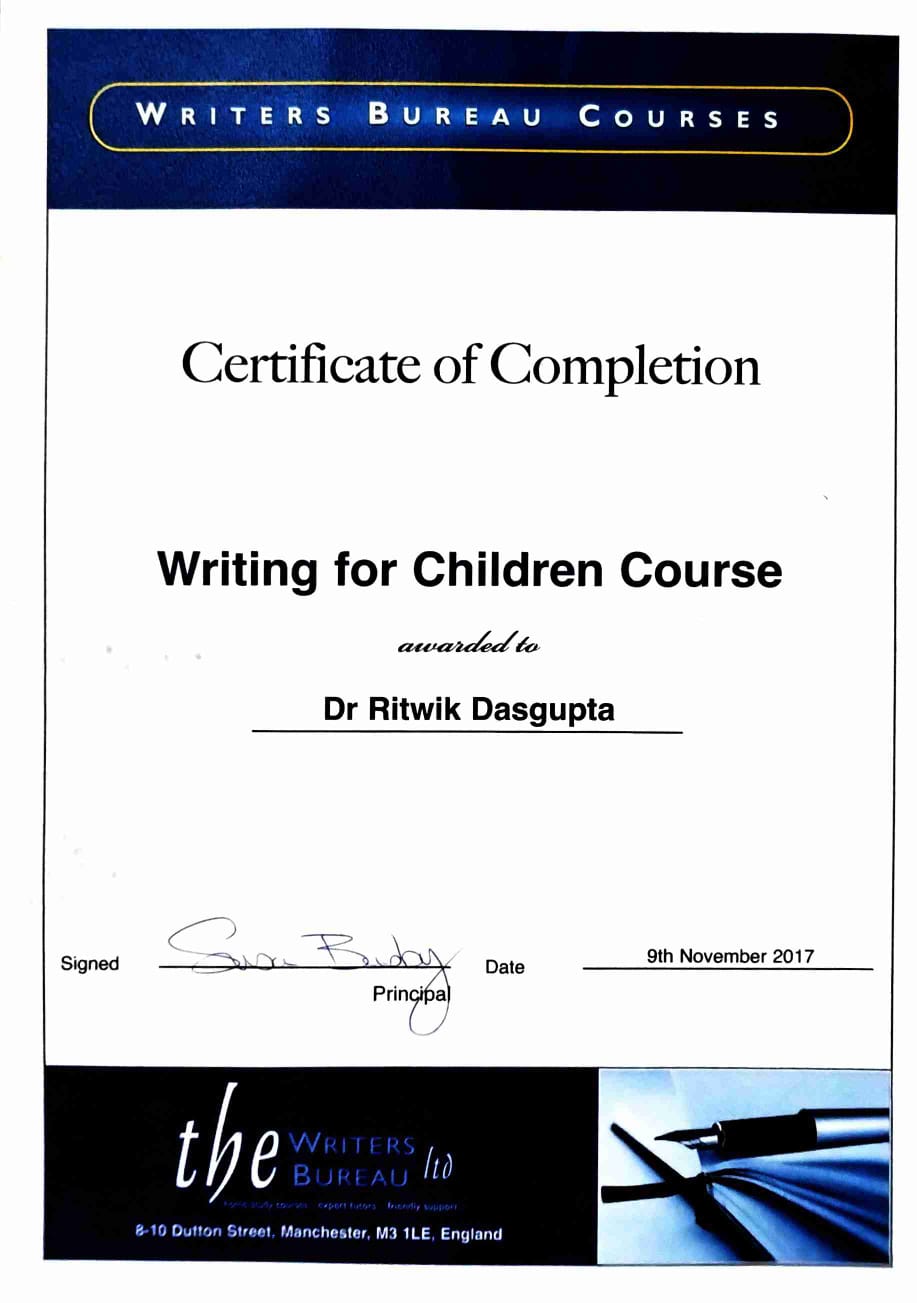 WRITERS BUREAU COURSES
Certificate of Completion
Writing for Children Course
awarded to
Dr Ritwik Dasgupta
Signed
Date
9th November 2017
Principal
the WRITERS BUREAU ltd
home study courses expert tutors friendly support
8-10 Dutton Street, Manchester, M3 1LE, England